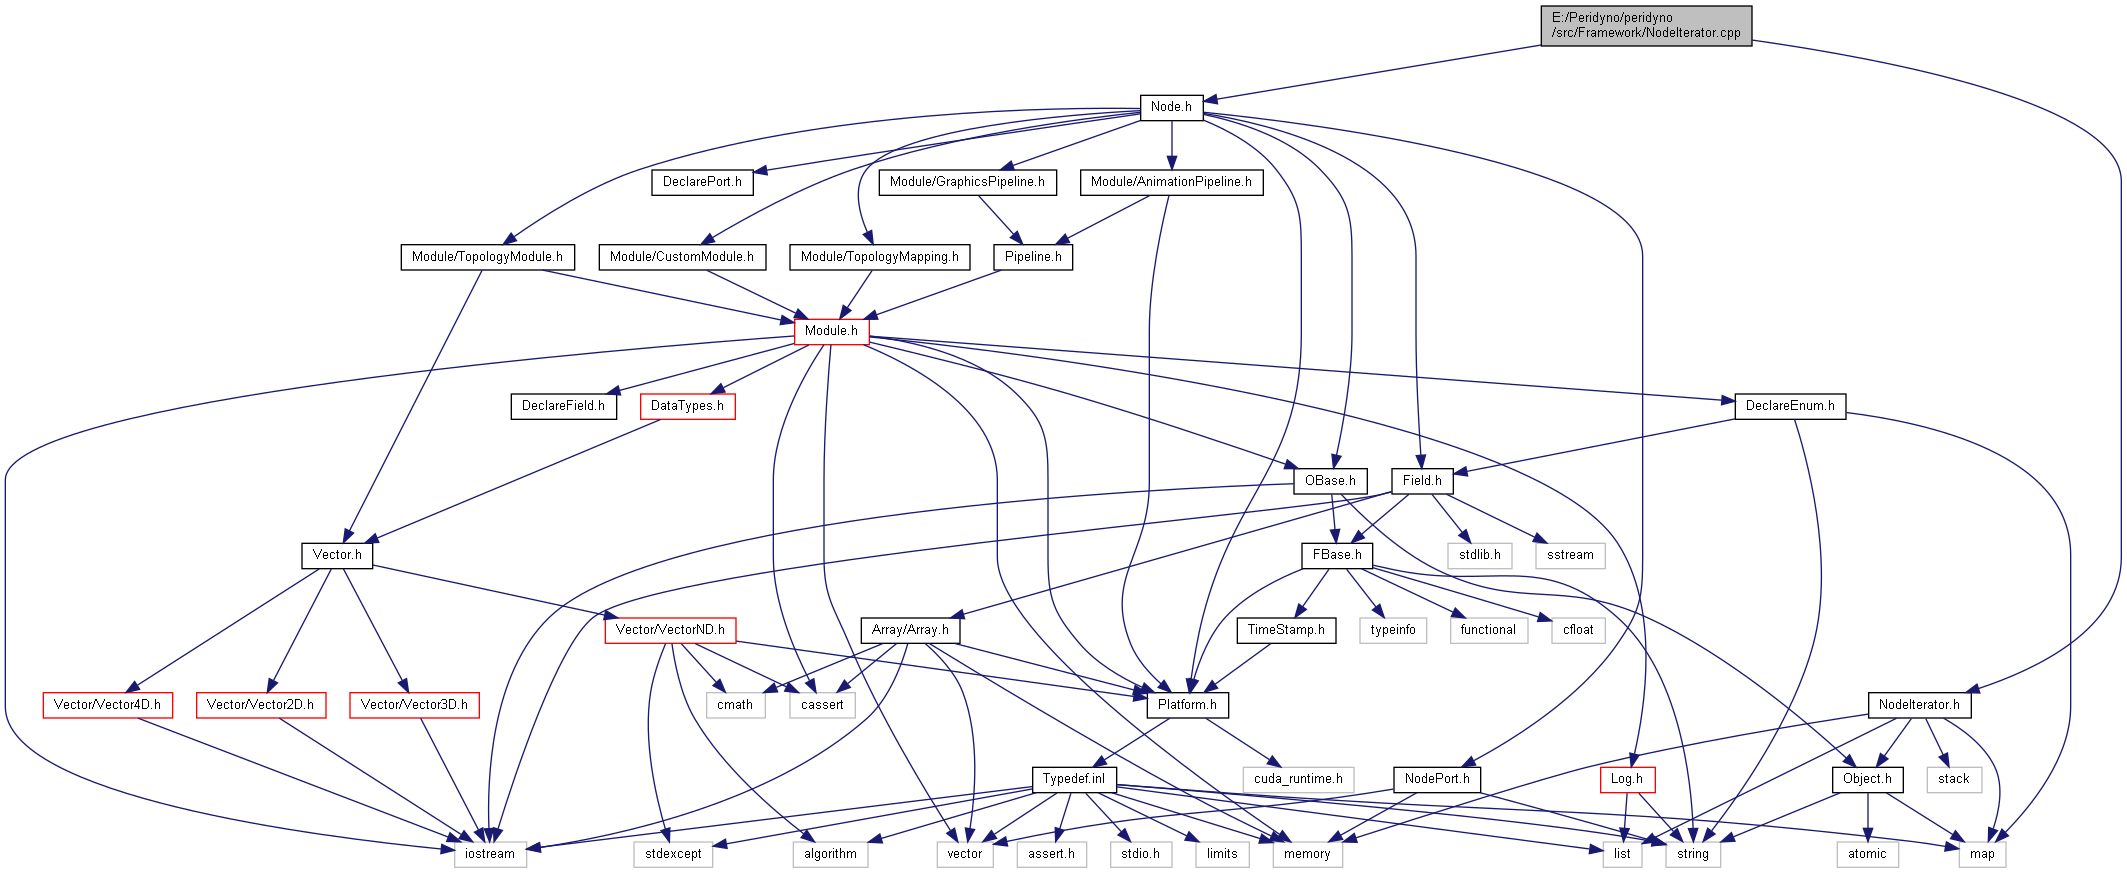 E:/Peridyno/peridyno
/src/Framework/NodeIterator.cpp
Node.h
DeclarePort.h
Module/GraphicsPipeline.h
Module/AnimationPipeline.h
Module/TopologyModule.h
Module/CustomModule.h
Module/TopologyMapping.h
Pipeline.h
Module.h
DeclareField.h
DataTypes.h
DeclareEnum.h
OBase.h
Field.h
Vector.h
FBase.h
stdlib.h
sstream
Vector/VectorND.h
Array/Array.h
TimeStamp.h
typeinfo
functional
cfloat
Vector/Vector4D.h
Vector/Vector2D.h
Vector/Vector3D.h
cmath
cassert
Platform.h
NodeIterator.h
Typedef.inl
cuda_runtime.h
NodePort.h
Log.h
Object.h
stack
iostream
stdexcept
algorithm
vector
assert.h
stdio.h
limits
memory
list
string
atomic
map